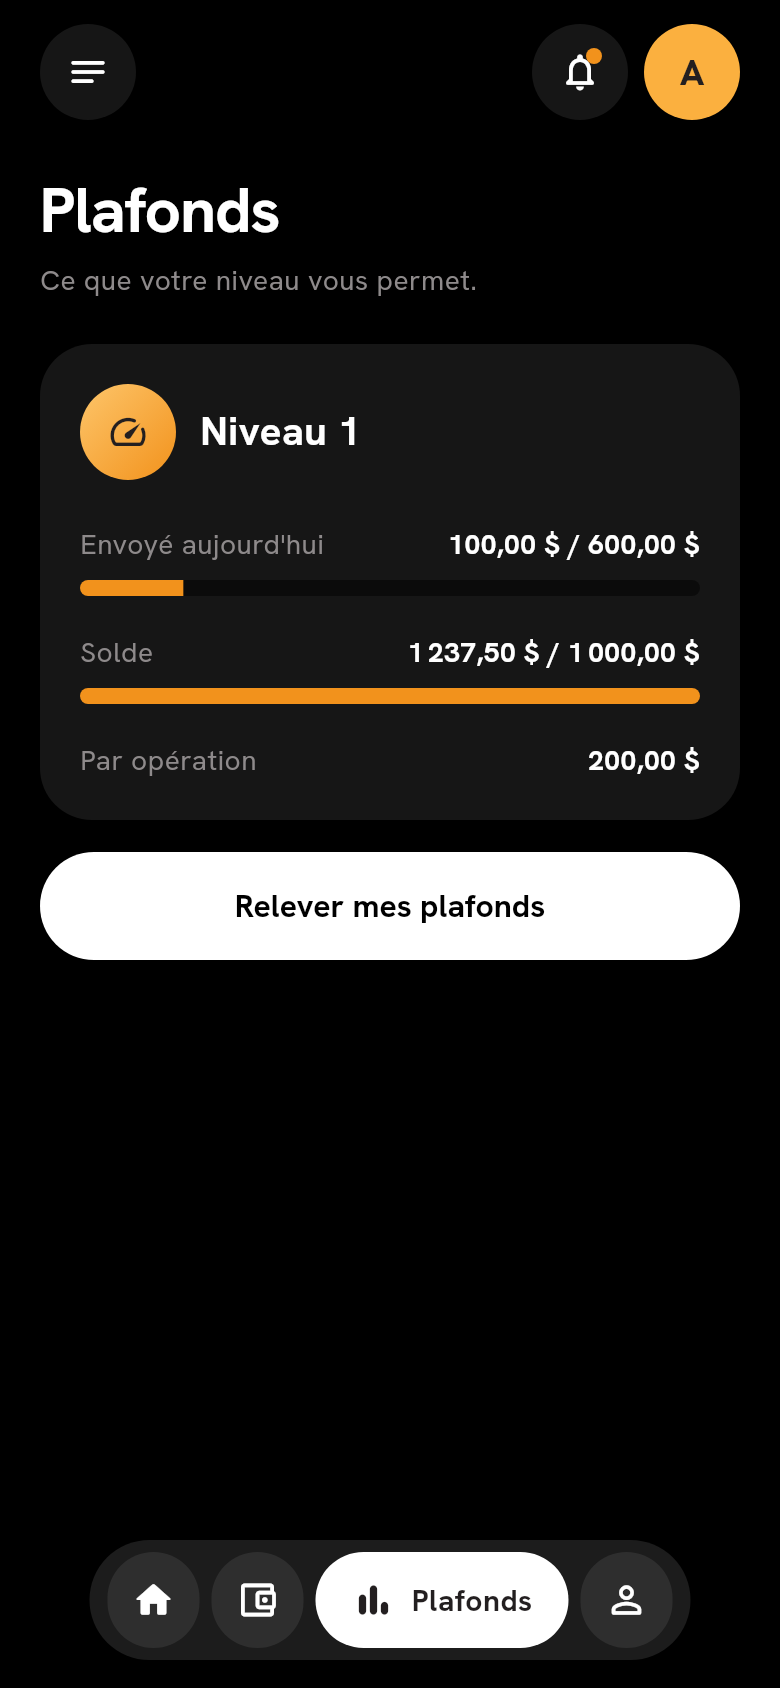 A
Plafonds
Ce que votre niveau vous permet.
Niveau 1
Envoyé aujourd'hui 100,00 $ / 600,00 $
Solde 1 237,50 $ / 1 000,00 $
Par opération 200,00 $
Relever mes plafonds
Plafonds